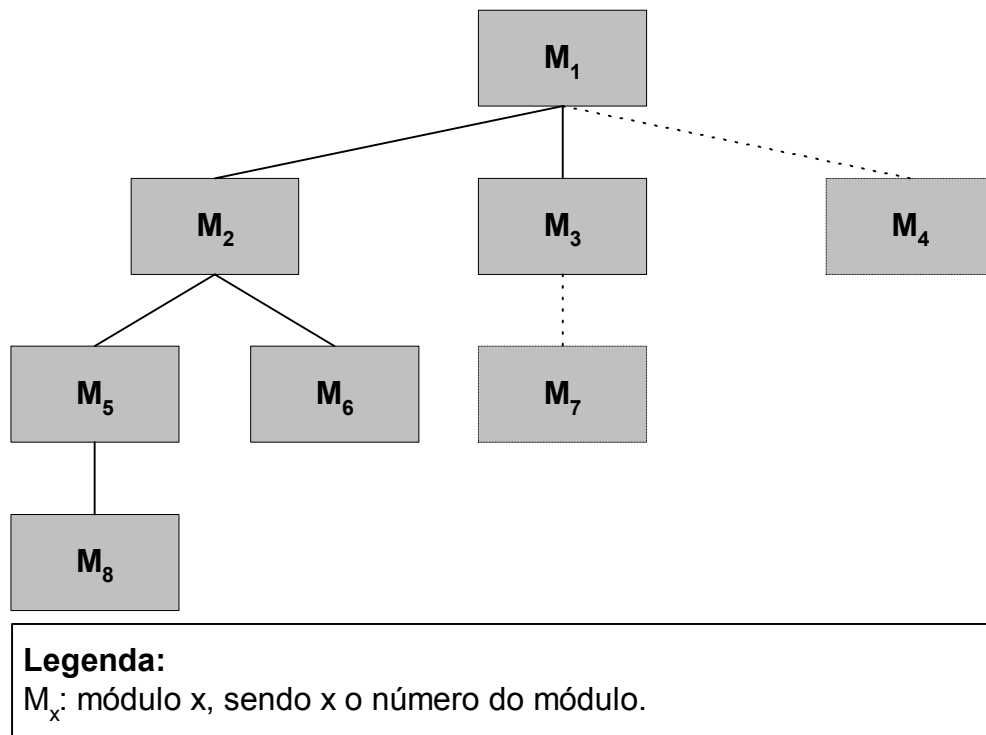 M₁
M₂ M₃ M₄
M₅ M₆ M₇
M₈
Legenda:
Mₓ: módulo x, sendo x o número do módulo.